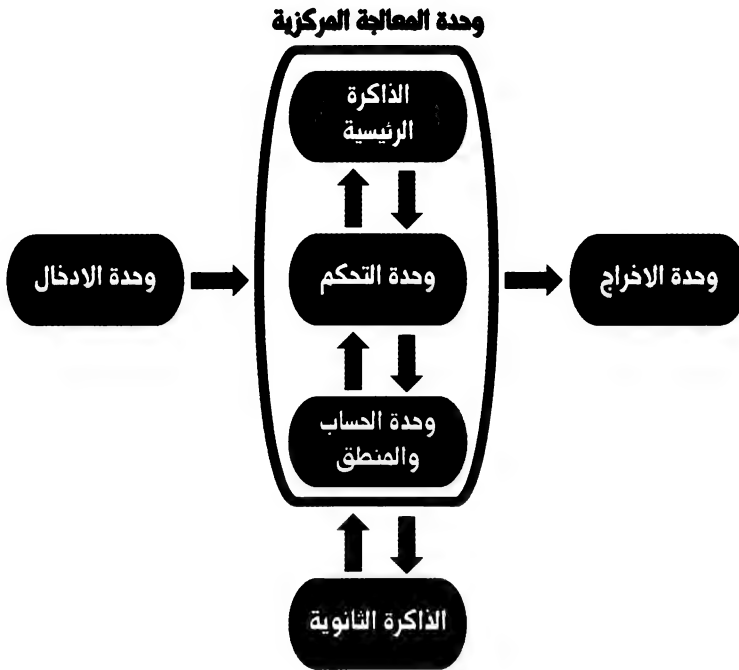 وحدة المعالجة المركزية
الذاكرة
الرئيسية
وحدة الادخال
وحدة التحكم
وحدة الاخراج
وحدة الحساب
والمنطق
الذاكرة الثانوية